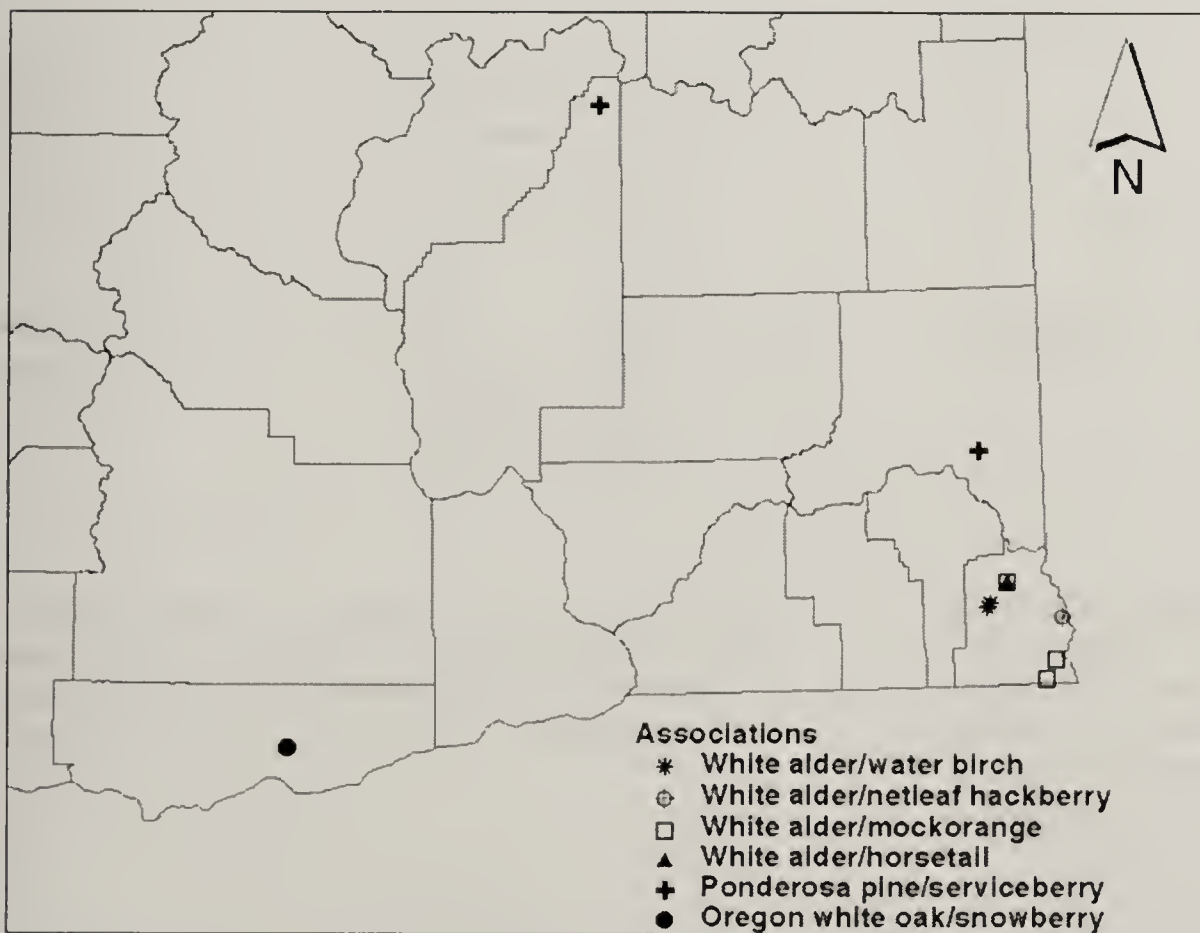 N
Associations
White alder/water birch
White alder/netleaf hackberry
White alder/mockorange
White alder/horsetail
Ponderosa pine/serviceberry
Oregon white oak/snowberry